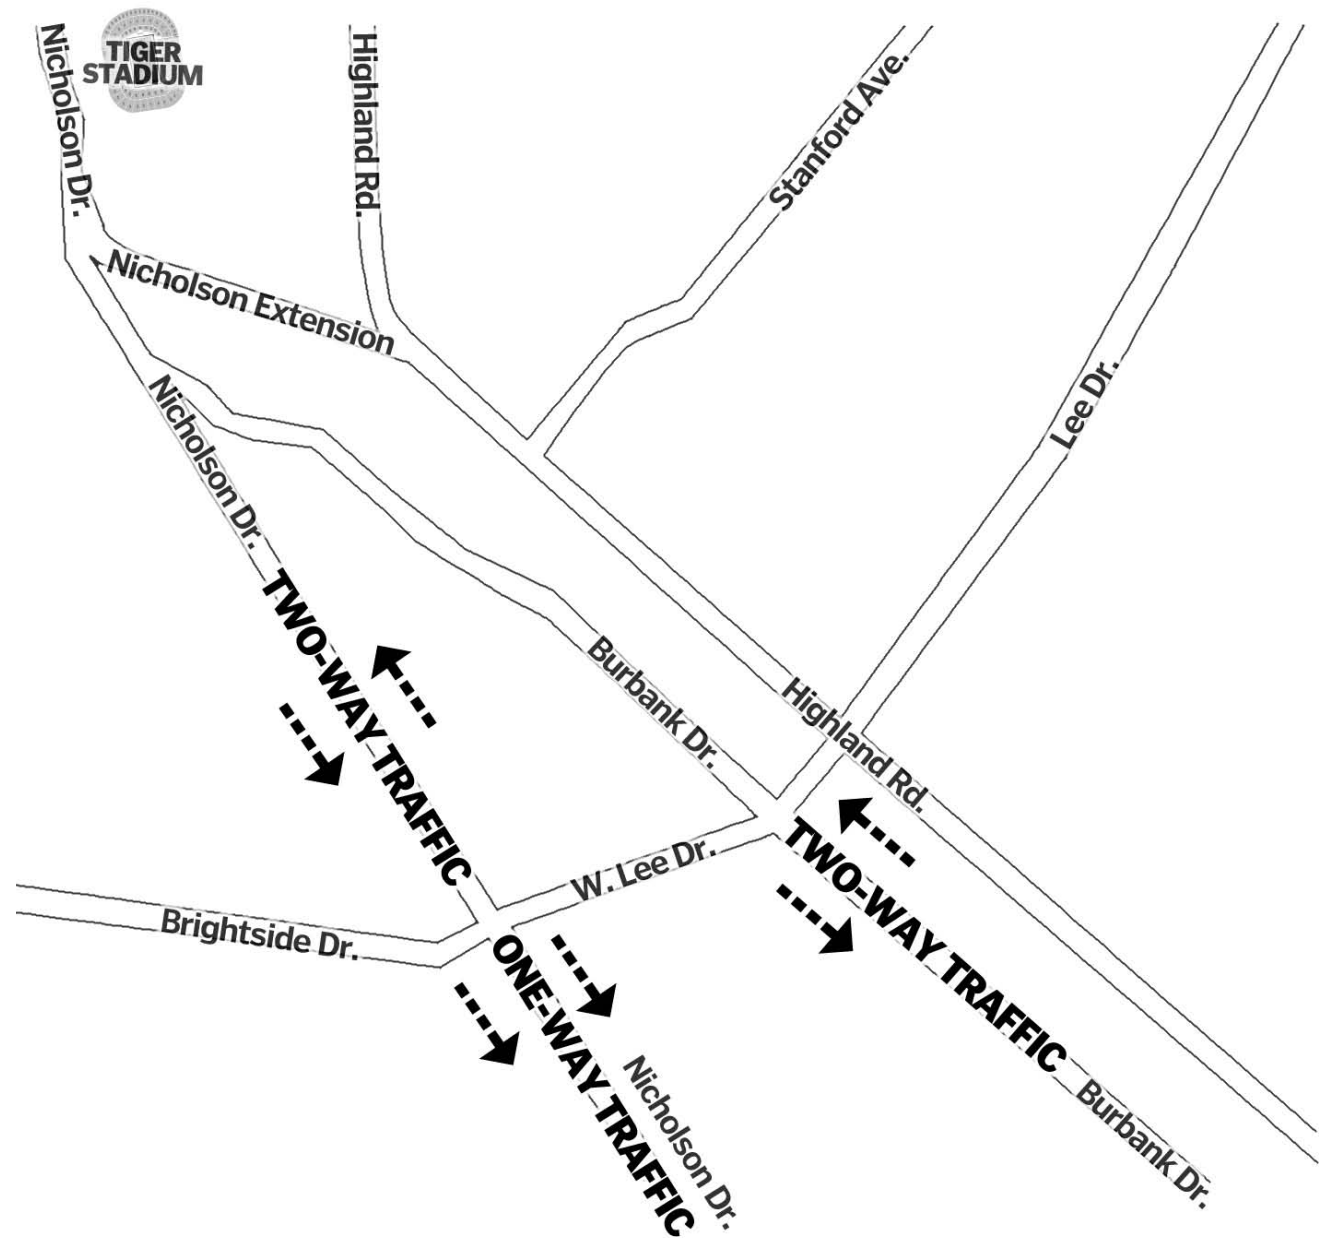 TIGER
STADIUM
Nicholson Dr.
Highland Rd.
Stanford Ave.
Nicholson Extension
Lee Dr.
Nicholson Dr.
TWO-WAY TRAFFIC
Burbank Dr.
Highland Rd.
TWO-WAY TRAFFIC
W. Lee Dr.
Brightside Dr.
ONE-WAY TRAFFIC
Nicholson Dr.
Burbank Dr.